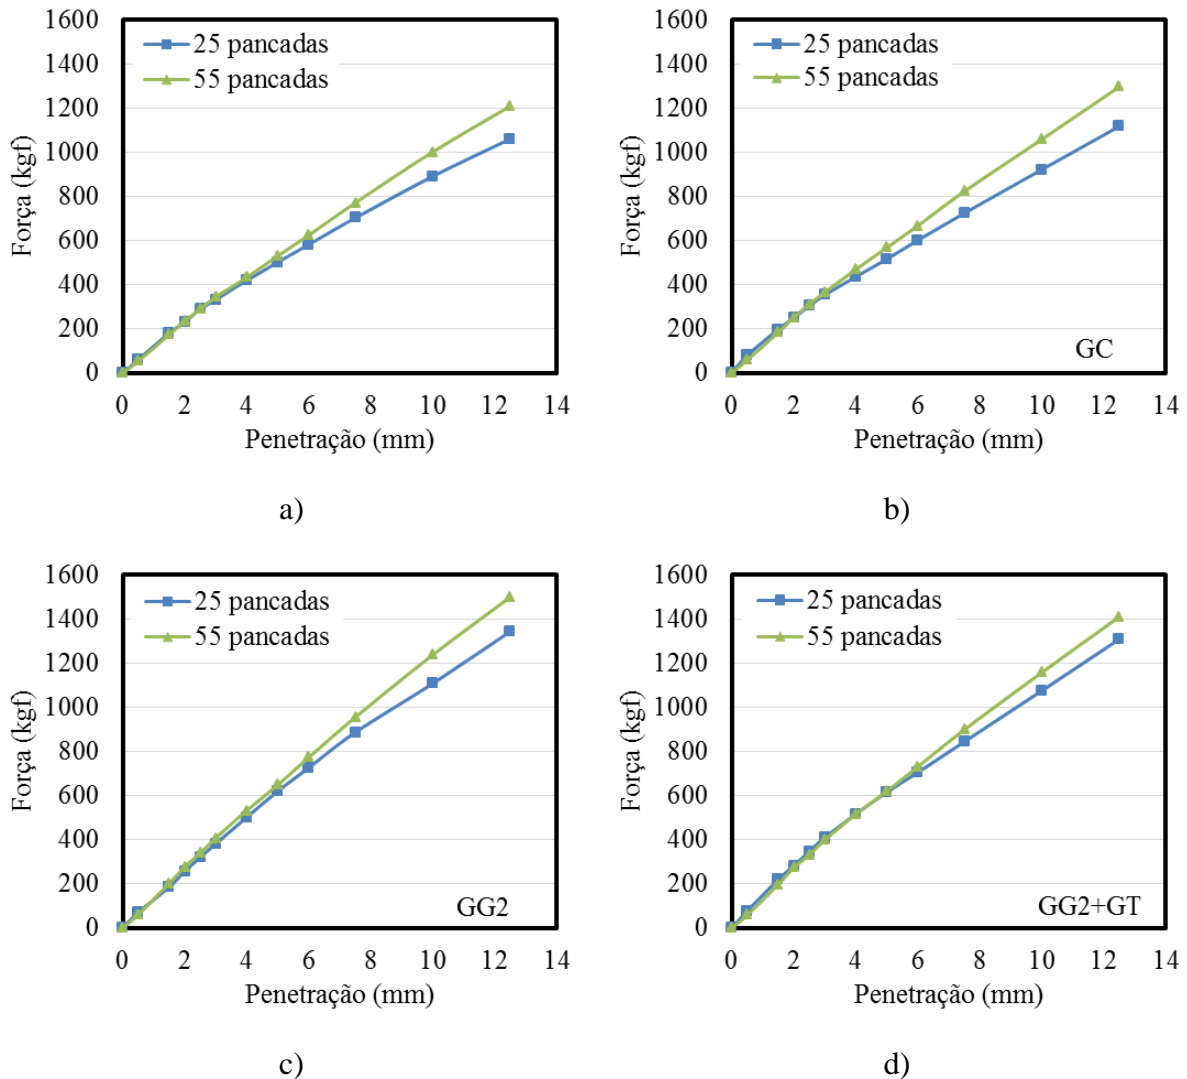 1600
1400
1200
1000
800
600
400
200
0
Força (kgf)
25 pancadas
55 pancadas
0 2 4 6 8 10 12 14
Penetração (mm)
a)
1600
1400
1200
1000
800
600
400
200
0
Força (kgf)
25 pancadas
55 pancadas
GC
0 2 4 6 8 10 12 14
Penetração (mm)
b)
1600
1400
1200
1000
800
600
400
200
0
Força (kgf)
25 pancadas
55 pancadas
GG2
0 2 4 6 8 10 12 14
Penetração (mm)
c)
1600
1400
1200
1000
800
600
400
200
0
Força (kgf)
25 pancadas
55 pancadas
GG2+GT
0 2 4 6 8 10 12 14
Penetração (mm)
d)